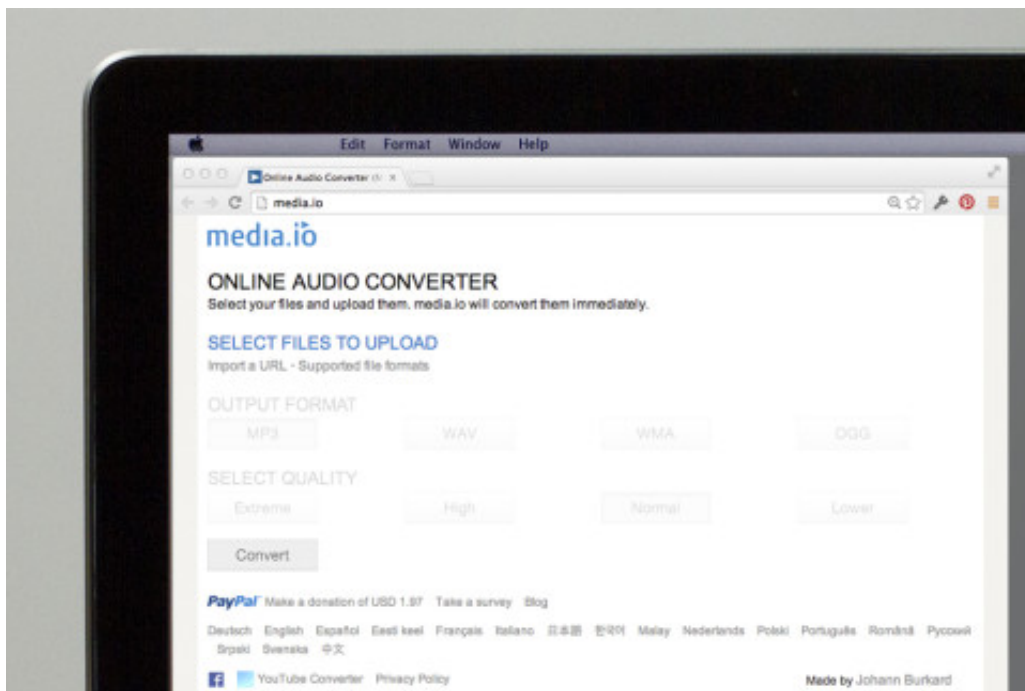 Edit Format Window Help
Online Audio Converter
media.io
media.io
ONLINE AUDIO CONVERTER
Select your files and upload them. media.io will convert them immediately.
SELECT FILES TO UPLOAD
Import a URL - Supported file formats
OUTPUT FORMAT
MP3 WAV WMA OGG
SELECT QUALITY
Extreme High Normal Lower
Convert
PayPal Make a donation of USD 1.97 Take a survey Blog
Deutsch English Español Eesti keel Français Italiano 日本語 한국어 Malay Nederlands Polski Português Română Русский
Srpski Svenska 中文
YouTube Converter Privacy Policy Made by Johann Burkard